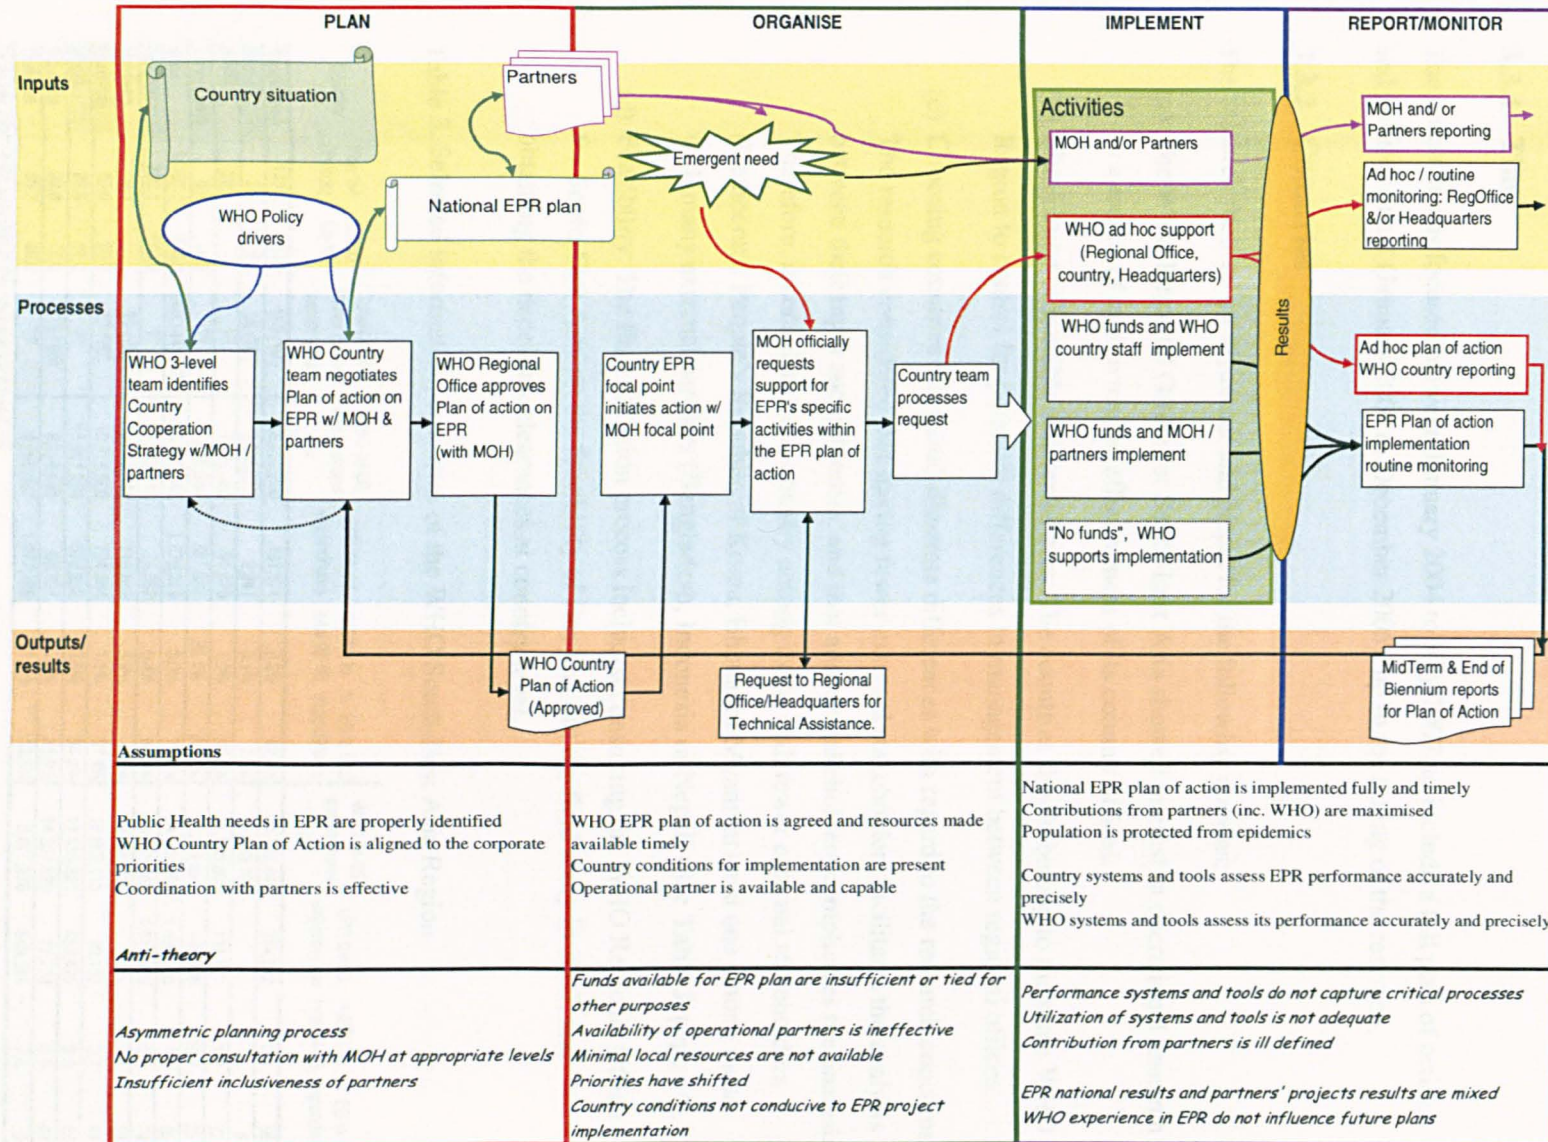 PLAN
ORGANISE
IMPLEMENT
REPORT/MONITOR
Inputs
Country situation
Partners
WHO Policy
drivers
National EPR plan
Emergent need
Activities
MOH and/or Partners
WHO ad hoc support
(Regional Office,
country, Headquarters)
Results
MOH and/ or
Partners reporting
Ad hoc / routine
monitoring: RegOffice
&/or Headquarters
reporting
Processes
WHO 3-level
team identifies
Country
Cooperation
Strategy w/MOH /
partners
WHO Country
team negotiates
Plan of action on
EPR w/ MOH &
partners
WHO Regional
Office approves
Plan of action on
EPR
(with MOH)
Country EPR
focal point
initiates action w/
MOH focal point
MOH officially
requests
support for
EPR's specific
activities within
the EPR plan of
action
Country team
processes
request
WHO funds and WHO
country staff implement
WHO funds and MOH /
partners implement
"No funds", WHO
supports implementation
Ad hoc plan of action
WHO country reporting
EPR Plan of action
implementation
routine monitoring
Outputs/
results
WHO Country
Plan of Action
(Approved)
Request to Regional
Office/Headquarters for
Technical Assistance.
MidTerm & End of
Biennium reports
for Plan of Action
Assumptions
Public Health needs in EPR are properly identified
WHO Country Plan of Action is aligned to the corporate
priorities
Coordination with partners is effective
WHO EPR plan of action is agreed and resources made
available timely
Country conditions for implementation are present
Operational partner is available and capable
National EPR plan of action is implemented fully and timely
Contributions from partners (inc. WHO) are maximised
Population is protected from epidemics
Country systems and tools assess EPR performance accurately and
precisely
WHO systems and tools assess its performance accurately and precisely
Anti-theory
Asymmetric planning process
No proper consultation with MOH at appropriate levels
Insufficient inclusiveness of partners
Funds available for EPR plan are insufficient or tied for
other purposes
Availability of operational partners is ineffective
Minimal local resources are not available
Priorities have shifted
Country conditions not conducive to EPR project
implementation
Performance systems and tools do not capture critical processes
Utilization of systems and tools is not adequate
Contribution from partners is ill defined
EPR national results and partners' projects results are mixed
WHO experience in EPR do not influence future plans